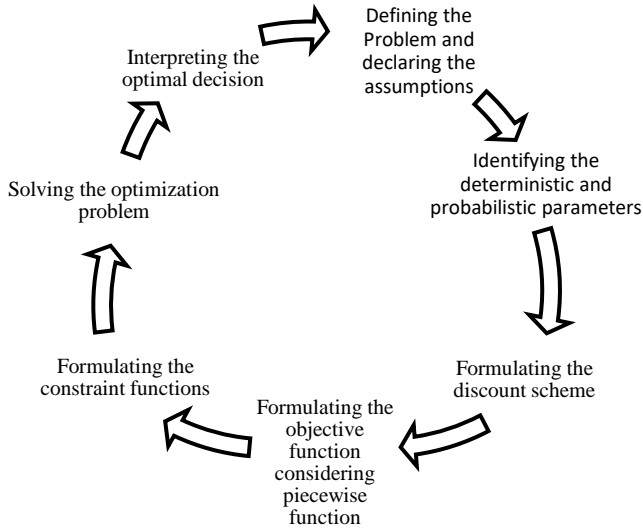 Defining the
Problem and
declaring the
assumptions
Identifying the
deterministic and
probabilistic parameters
Formulating the
discount scheme
Formulating the
objective
function
considering
piecewise
function
Formulating the
constraint functions
Solving the optimization
problem
Interpreting the
optimal decision